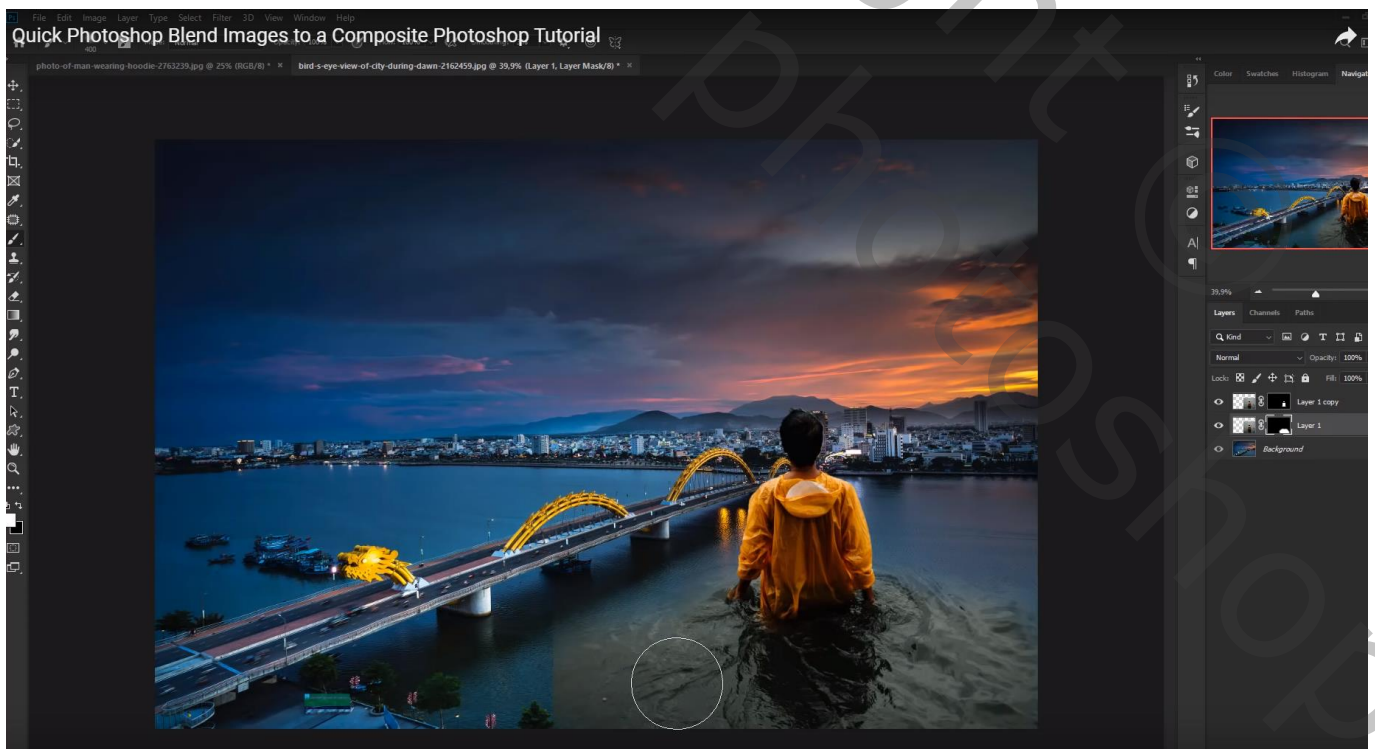 Ps File Edit Image Layer Type Select Filter 3D View Window Help
Quick Photoshop Blend Images to a Composite Photoshop Tutorial
400
photo-of-man-wearing-hoodie-2763239.jpg @ 25% (RGB/8) * × bird-s-eye-view-of-city-during-dawn-2162459.jpg @ 39,9% (Layer 1, Layer Mask/8) * ×
Color Swatches Histogram Navigat
39,9%
Layers Channels Paths
Kind
Normal Opacity: 100%
Lock: Fill: 100%
Layer 1 copy
Layer 1
Background